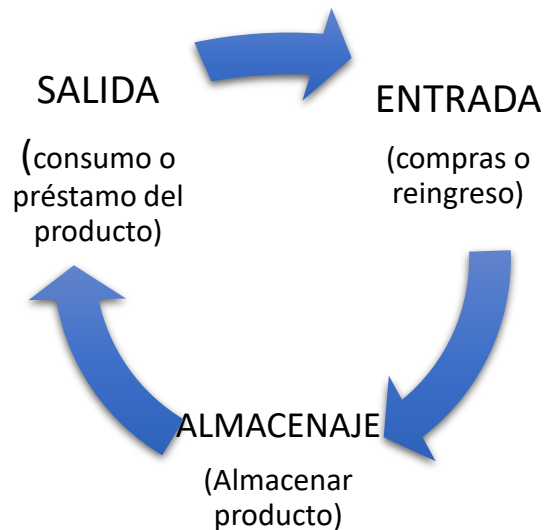 SALIDA
(consumo o
préstamo del
producto)
ENTRADA
(compras o
reingreso)
ALMACENAJE
(Almacenar
producto)